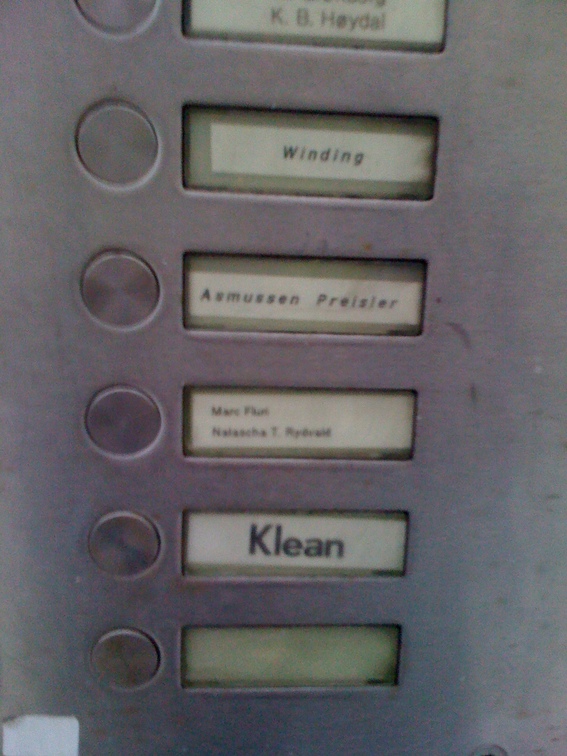 K. B. Høydal
Winding
Asmussen Preisler
Marc Fluri
Natascha T. Rydvald
Klean